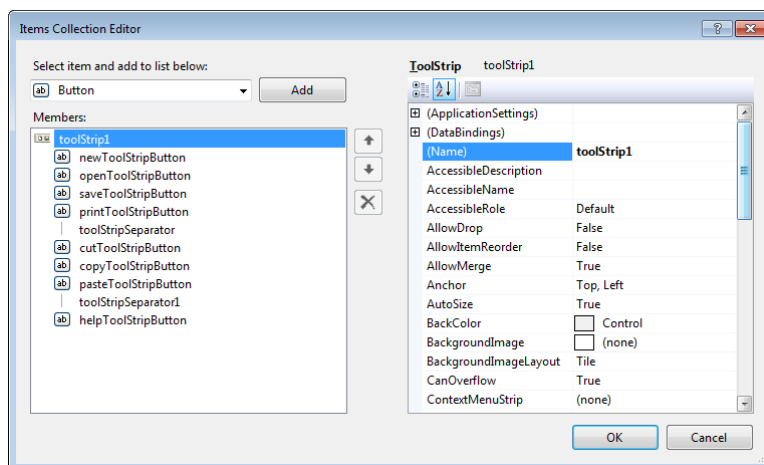 Items Collection Editor
Select item and add to list below:
Button
Add
Members:
toolStrip1
newToolStripButton
openToolStripButton
saveToolStripButton
printToolStripButton
toolStripSeparator
cutToolStripButton
copyToolStripButton
pasteToolStripButton
toolStripSeparator1
helpToolStripButton
ToolStrip toolStrip1
(ApplicationSettings)
(DataBindings)
(Name) toolStrip1
AccessibleDescription
AccessibleName
AccessibleRole Default
AllowDrop False
AllowItemReorder False
AllowMerge True
Anchor Top, Left
AutoSize True
BackColor Control
BackgroundImage (none)
BackgroundImageLayout Tile
CanOverflow True
ContextMenuStrip (none)
OK Cancel